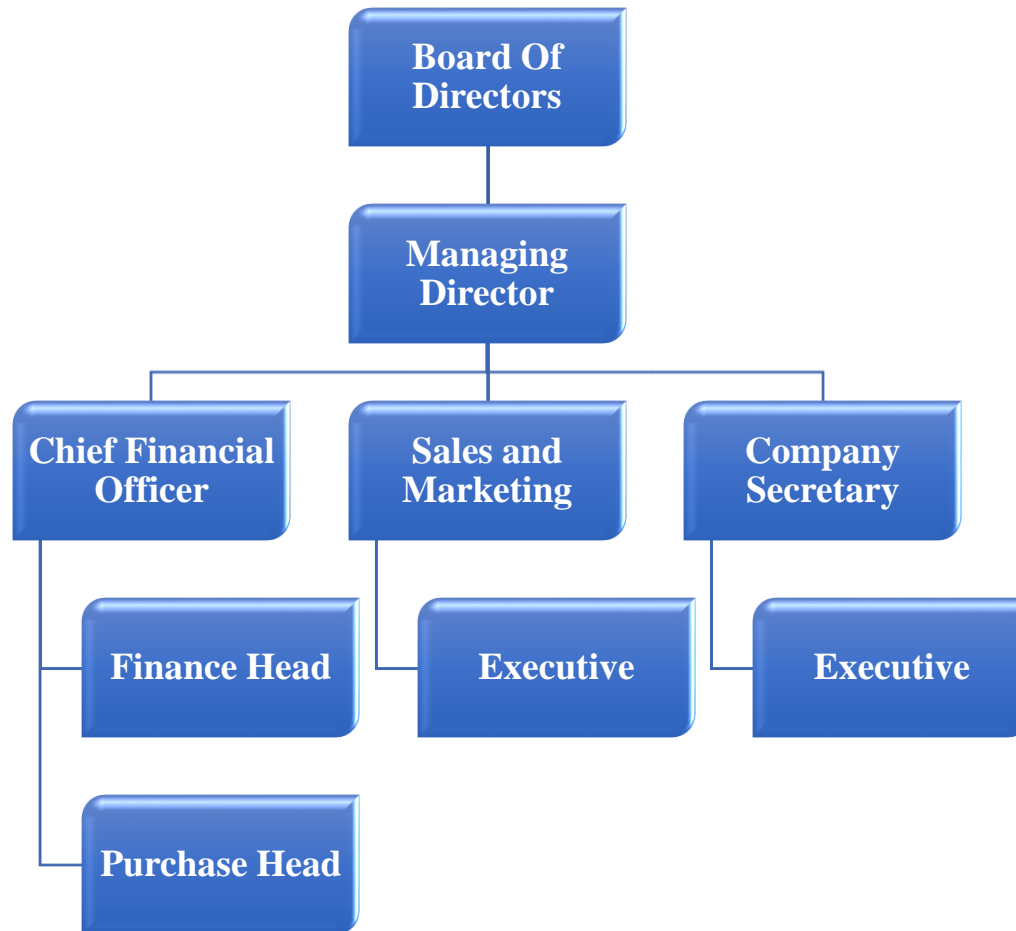 Board Of
Directors
Managing
Director
Chief Financial
Officer
Sales and
Marketing
Company
Secretary
Finance Head
Executive
Executive
Purchase Head